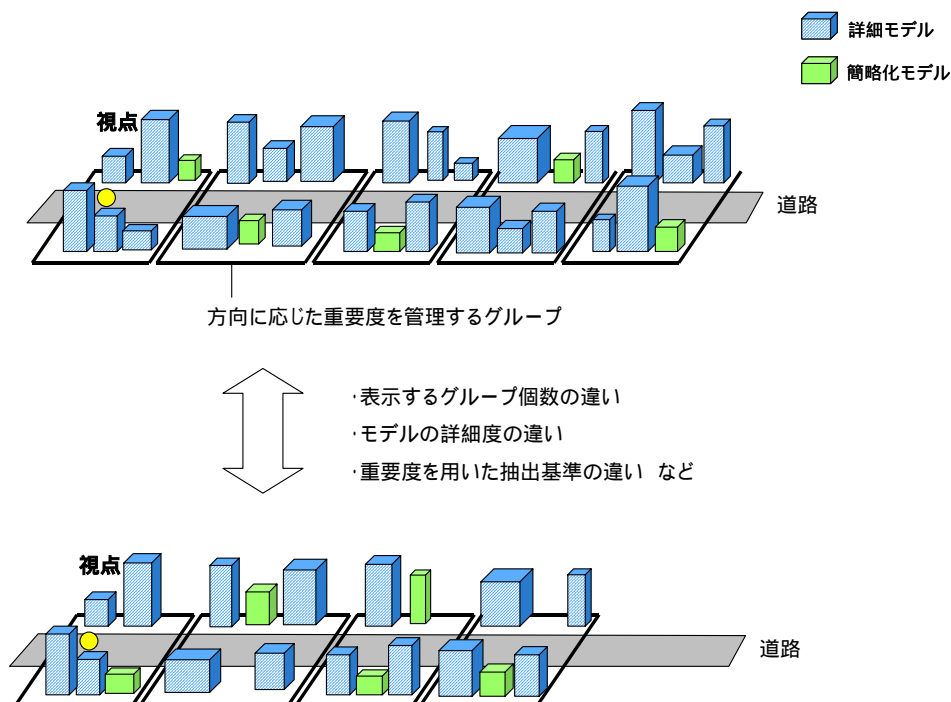 詳細モデル
簡略化モデル
視点
道路
方向に応じた重要度を管理するグループ
・表示するグループ個数の違い
・モデルの詳細度の違い
・重要度を用いた抽出基準の違い など
視点
道路